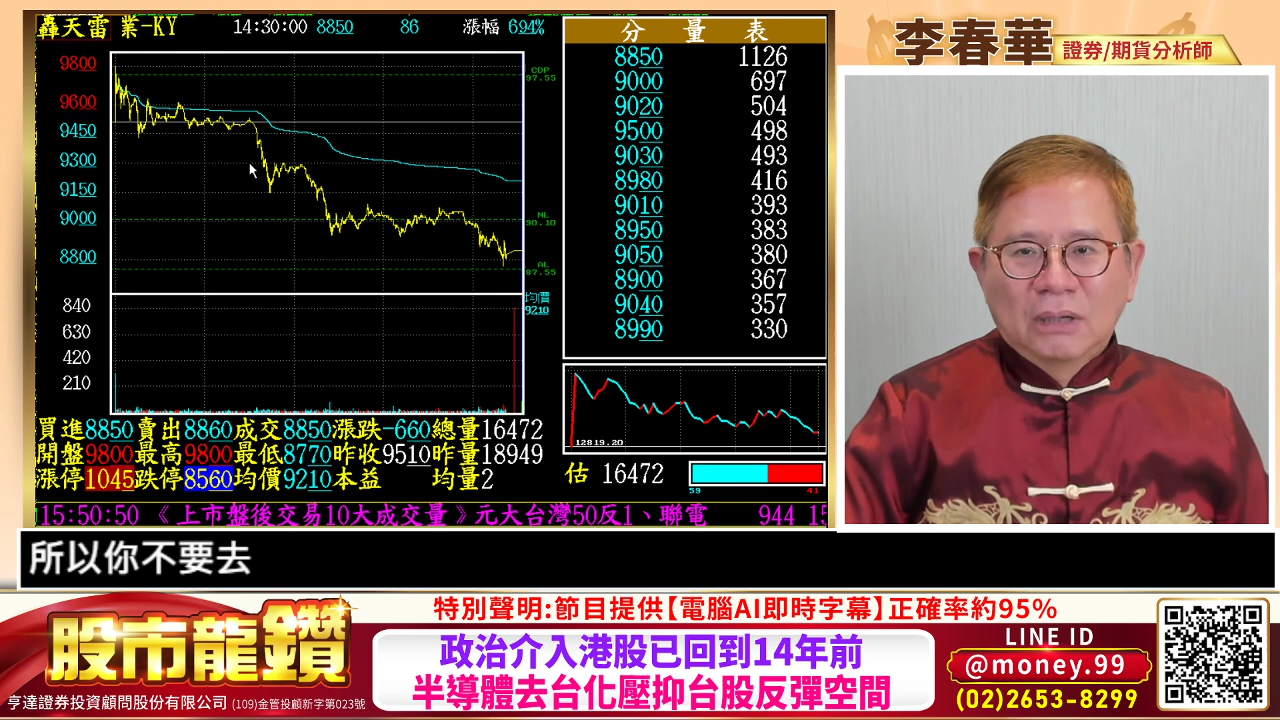 轟天雷 業-KY 14:30:00 8850 86 漲幅 694%
9800
9600
9450
9300
9150
9000
8800
CDP
97.55
NL
90.10
AL
87.55
840
630
420
210
均價
9210
分 量 表
8850 1126
9000 697
9020 504
9500 498
9030 493
8980 416
9010 393
8950 383
9050 380
8900 367
9040 357
8990 330
12819.20
買進8850賣出8860成交8850漲跌-660總量16472
開盤9800最高9800最低8770昨收9510昨量18949
漲停1045跌停8560均價9210本益 均量2
估 16472
59 41
15:50:50 《上市盤後交易10大成交量》元大台灣50反1、聯電 944 15
李春華 證券/期貨分析師
所以你不要去
特別聲明:節目提供【電腦AI即時字幕】正確率約95%
股市龍鑽
亨達證券投資顧問股份有限公司 (109)金管投顧新字第023號
政治介入港股已回到14年前
半導體去台化壓抑台股反彈空間
LINE ID
@money.99
(02)2653-8299